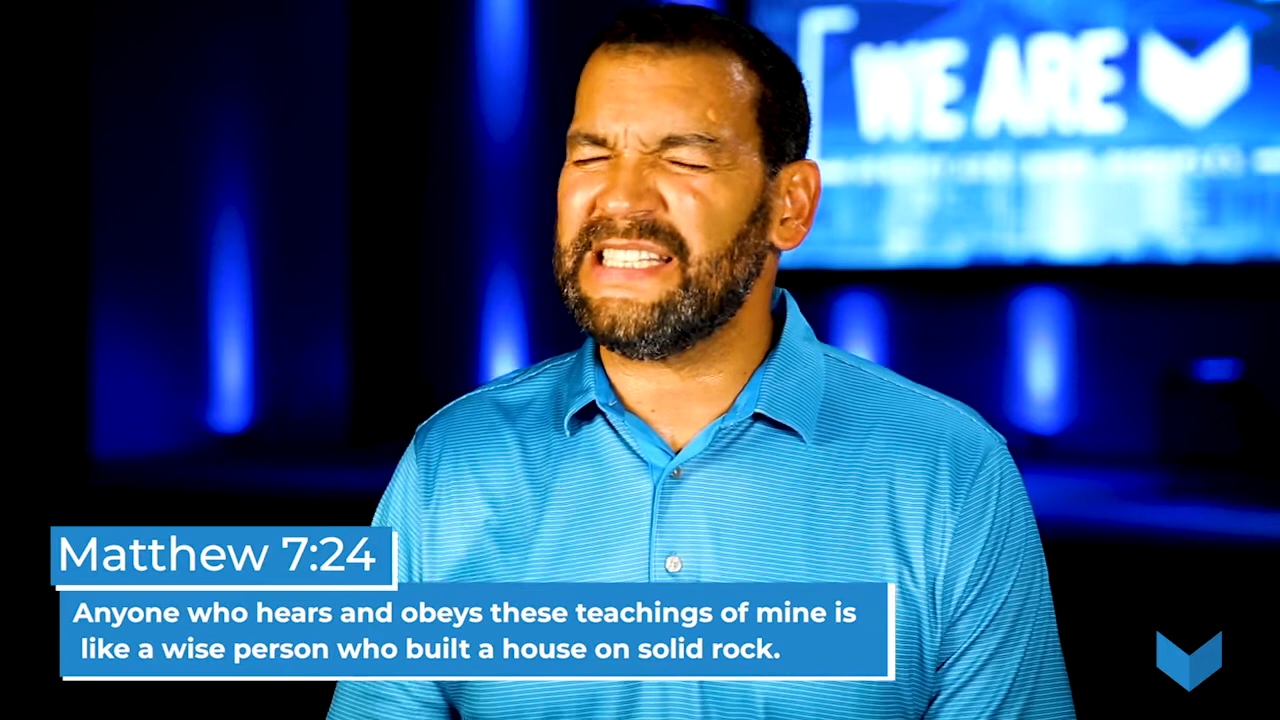 WE ARE
Matthew 7:24
Anyone who hears and obeys these teachings of mine is
like a wise person who built a house on solid rock.